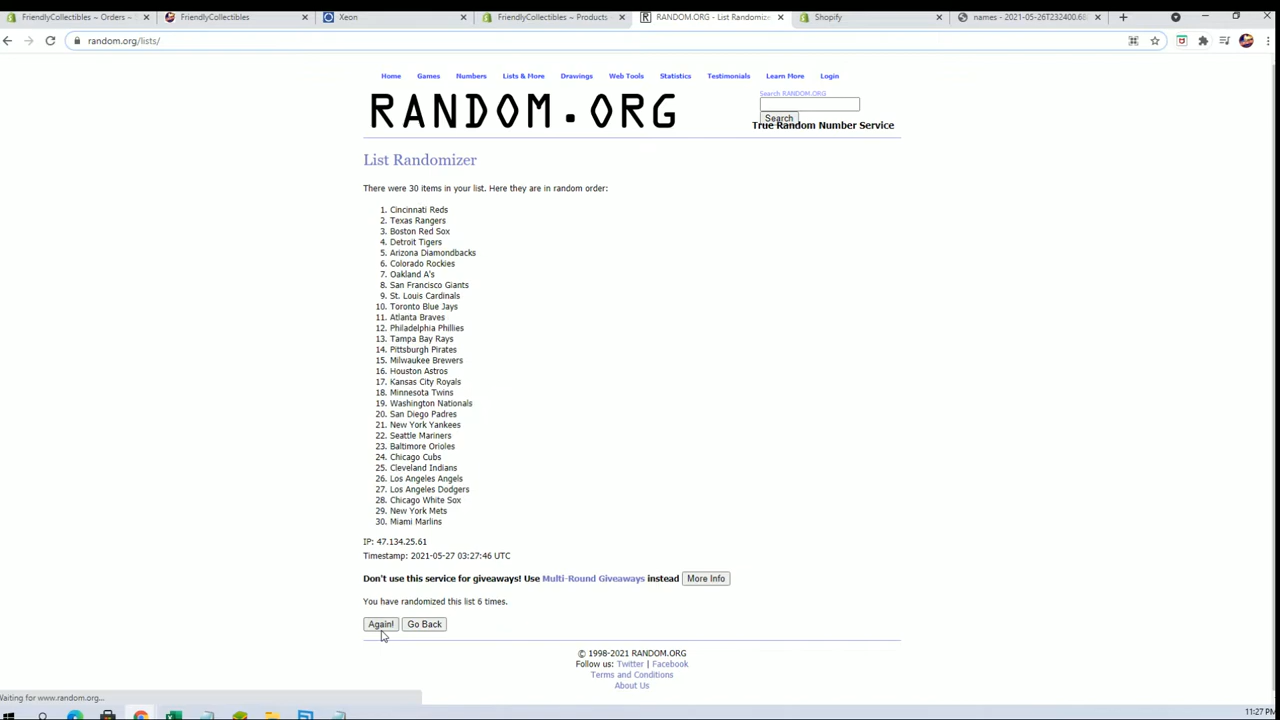 FriendlyCollectibles ~ Orders ~
FriendlyCollectibles
Xeon
FriendlyCollectibles ~ Products
RANDOM.ORG - List Randomizer
Shopify
names - 2021-05-26T232400.68
random.org/lists/
Home Games Numbers Lists & More Drawings Web Tools Statistics Testimonials Learn More Login
RANDOM.ORG
Search RANDOM.ORG
Search
True Random Number Service
List Randomizer
There were 30 items in your list. Here they are in random order:
1. Cincinnati Reds
2. Texas Rangers
3. Boston Red Sox
4. Detroit Tigers
5. Arizona Diamondbacks
6. Colorado Rockies
7. Oakland A's
8. San Francisco Giants
9. St. Louis Cardinals
10. Toronto Blue Jays
11. Atlanta Braves
12. Philadelphia Phillies
13. Tampa Bay Rays
14. Pittsburgh Pirates
15. Milwaukee Brewers
16. Houston Astros
17. Kansas City Royals
18. Minnesota Twins
19. Washington Nationals
20. San Diego Padres
21. New York Yankees
22. Seattle Mariners
23. Baltimore Orioles
24. Chicago Cubs
25. Cleveland Indians
26. Los Angeles Angels
27. Los Angeles Dodgers
28. Chicago White Sox
29. New York Mets
30. Miami Marlins
IP: 47.134.25.61
Timestamp: 2021-05-27 03:27:46 UTC
Don't use this service for giveaways! Use Multi-Round Giveaways instead More Info
You have randomized this list 6 times.
Again! Go Back
© 1998-2021 RANDOM.ORG
Follow us: Twitter | Facebook
Terms and Conditions
About Us
Waiting for www.random.org...
11:27 PM